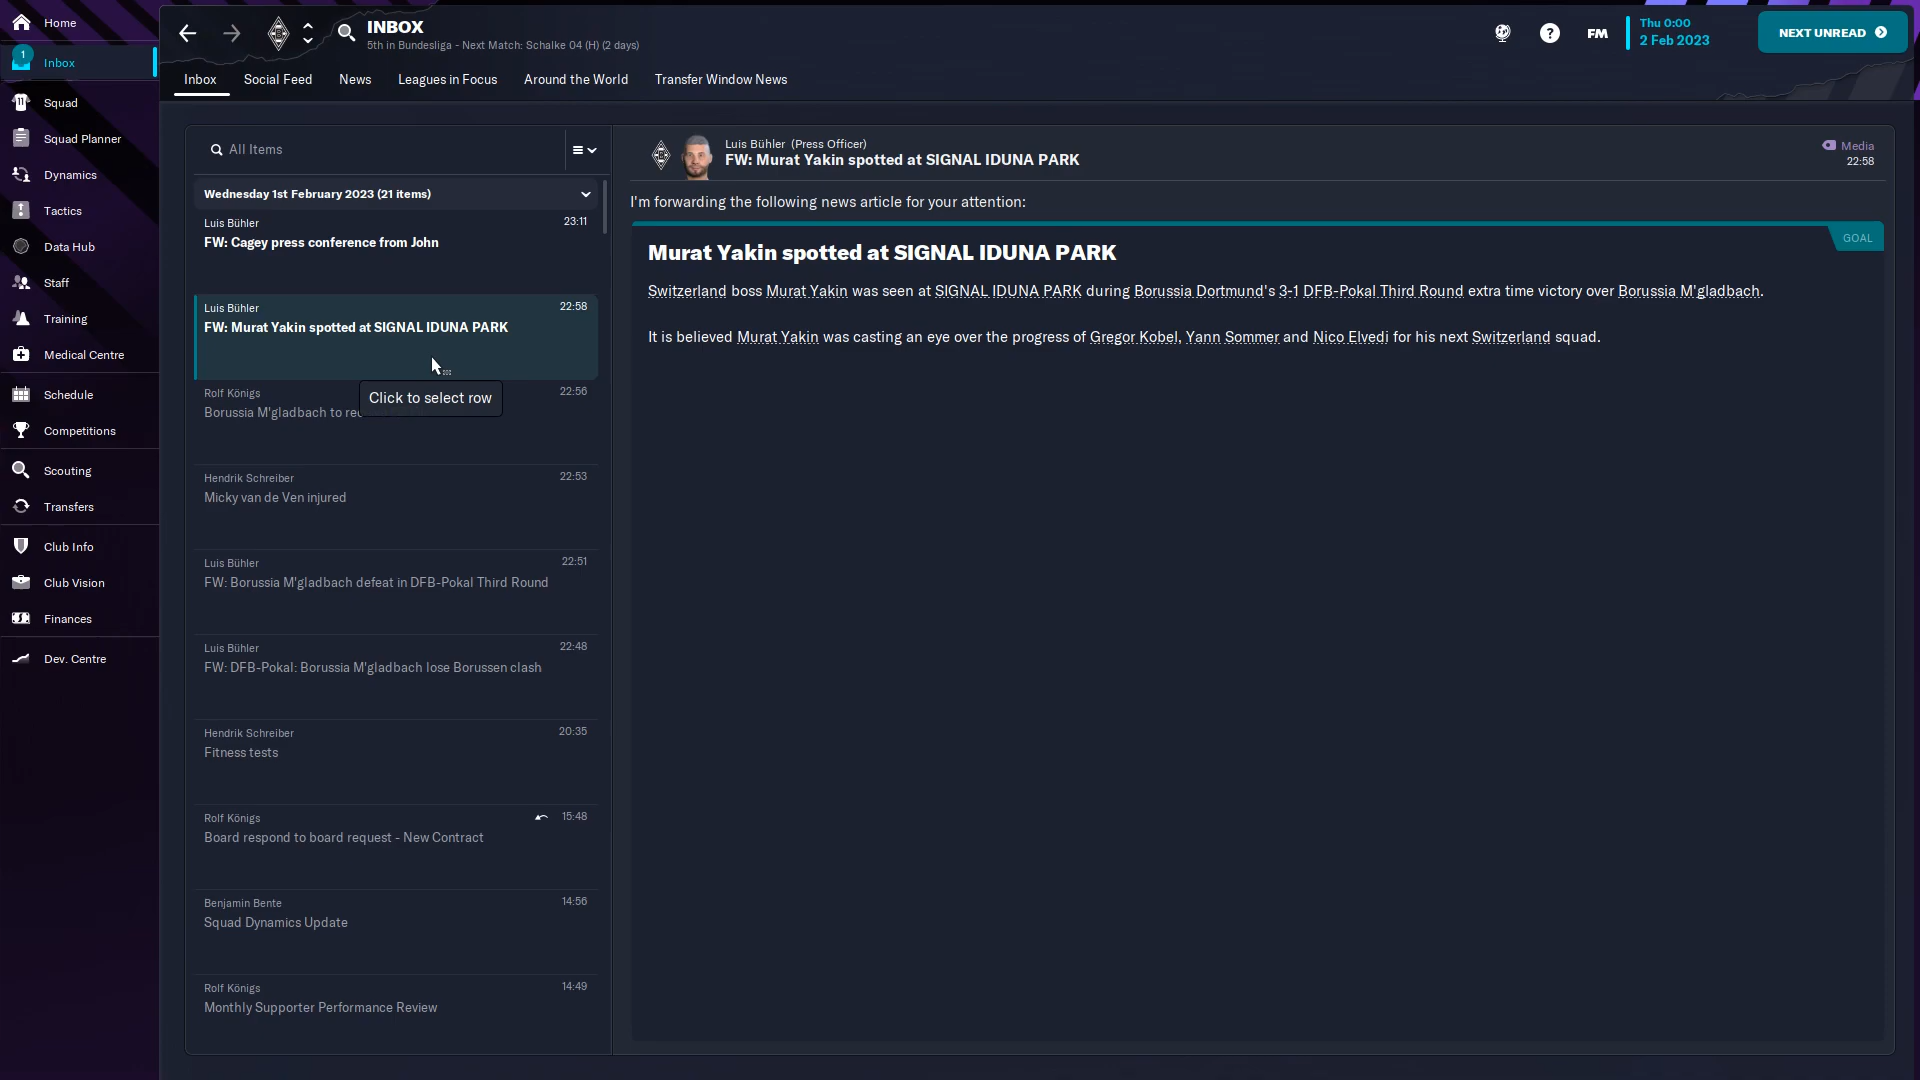 Home
1
Inbox
Squad
Squad Planner
Dynamics
Tactics
Data Hub
Staff
Training
Medical Centre
Schedule
Competitions
Scouting
Transfers
Club Info
Club Vision
Finances
Dev. Centre
INBOX
5th in Bundesliga - Next Match: Schalke 04 (H) (2 days)
FM
Thu 0:00
2 Feb 2023
NEXT UNREAD
Inbox
Social Feed
News
Leagues in Focus
Around the World
Transfer Window News
All Items
Wednesday 1st February 2023 (21 items)
Luis Bühler 23:11
FW: Cagey press conference from John
Luis Bühler 22:58
FW: Murat Yakin spotted at SIGNAL IDUNA PARK
Click to select row
Rolf Königs 22:56
Borussia M'gladbach to
Hendrik Schreiber 22:53
Micky van de Ven injured
Luis Bühler 22:51
FW: Borussia M'gladbach defeat in DFB-Pokal Third Round
Luis Bühler 22:48
FW: DFB-Pokal: Borussia M'gladbach lose Borussen clash
Hendrik Schreiber 20:35
Fitness tests
Rolf Königs 15:48
Board respond to board request - New Contract
Benjamin Bente 14:56
Squad Dynamics Update
Rolf Königs 14:49
Monthly Supporter Performance Review
Luis Bühler (Press Officer)
FW: Murat Yakin spotted at SIGNAL IDUNA PARK
Media
22:58
I'm forwarding the following news article for your attention:
GOAL
Murat Yakin spotted at SIGNAL IDUNA PARK
Switzerland boss Murat Yakin was seen at SIGNAL IDUNA PARK during Borussia Dortmund's 3-1 DFB-Pokal Third Round extra time victory over Borussia M'gladbach.
It is believed Murat Yakin was casting an eye over the progress of Gregor Kobel, Yann Sommer and Nico Elvedi for his next Switzerland squad.